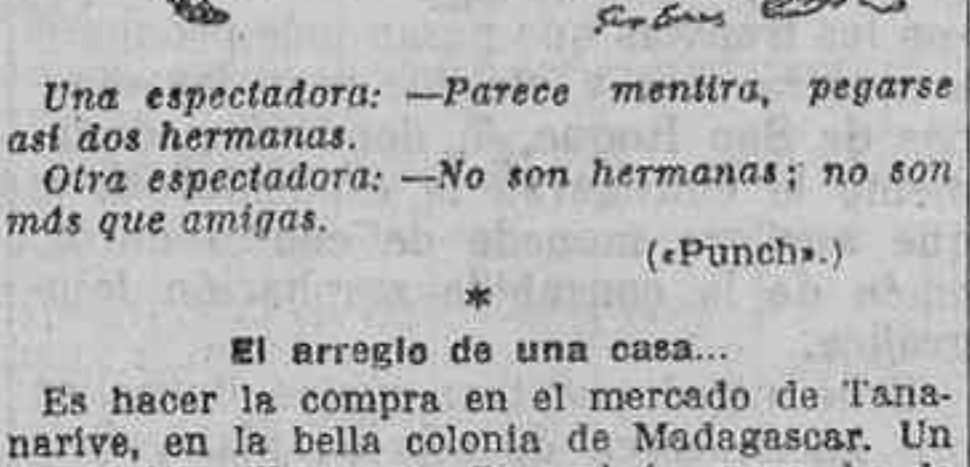 Una espectadora: —Parece mentira, pegarse
así dos hermanas.
Otra espectadora: —No son hermanas; no son
más que amigas.
(«Punch».)
*
El arreglo de una casa...
Es hacer la compra en el mercado de Tana-
narive, en la bella colonia de Madagascar. Un